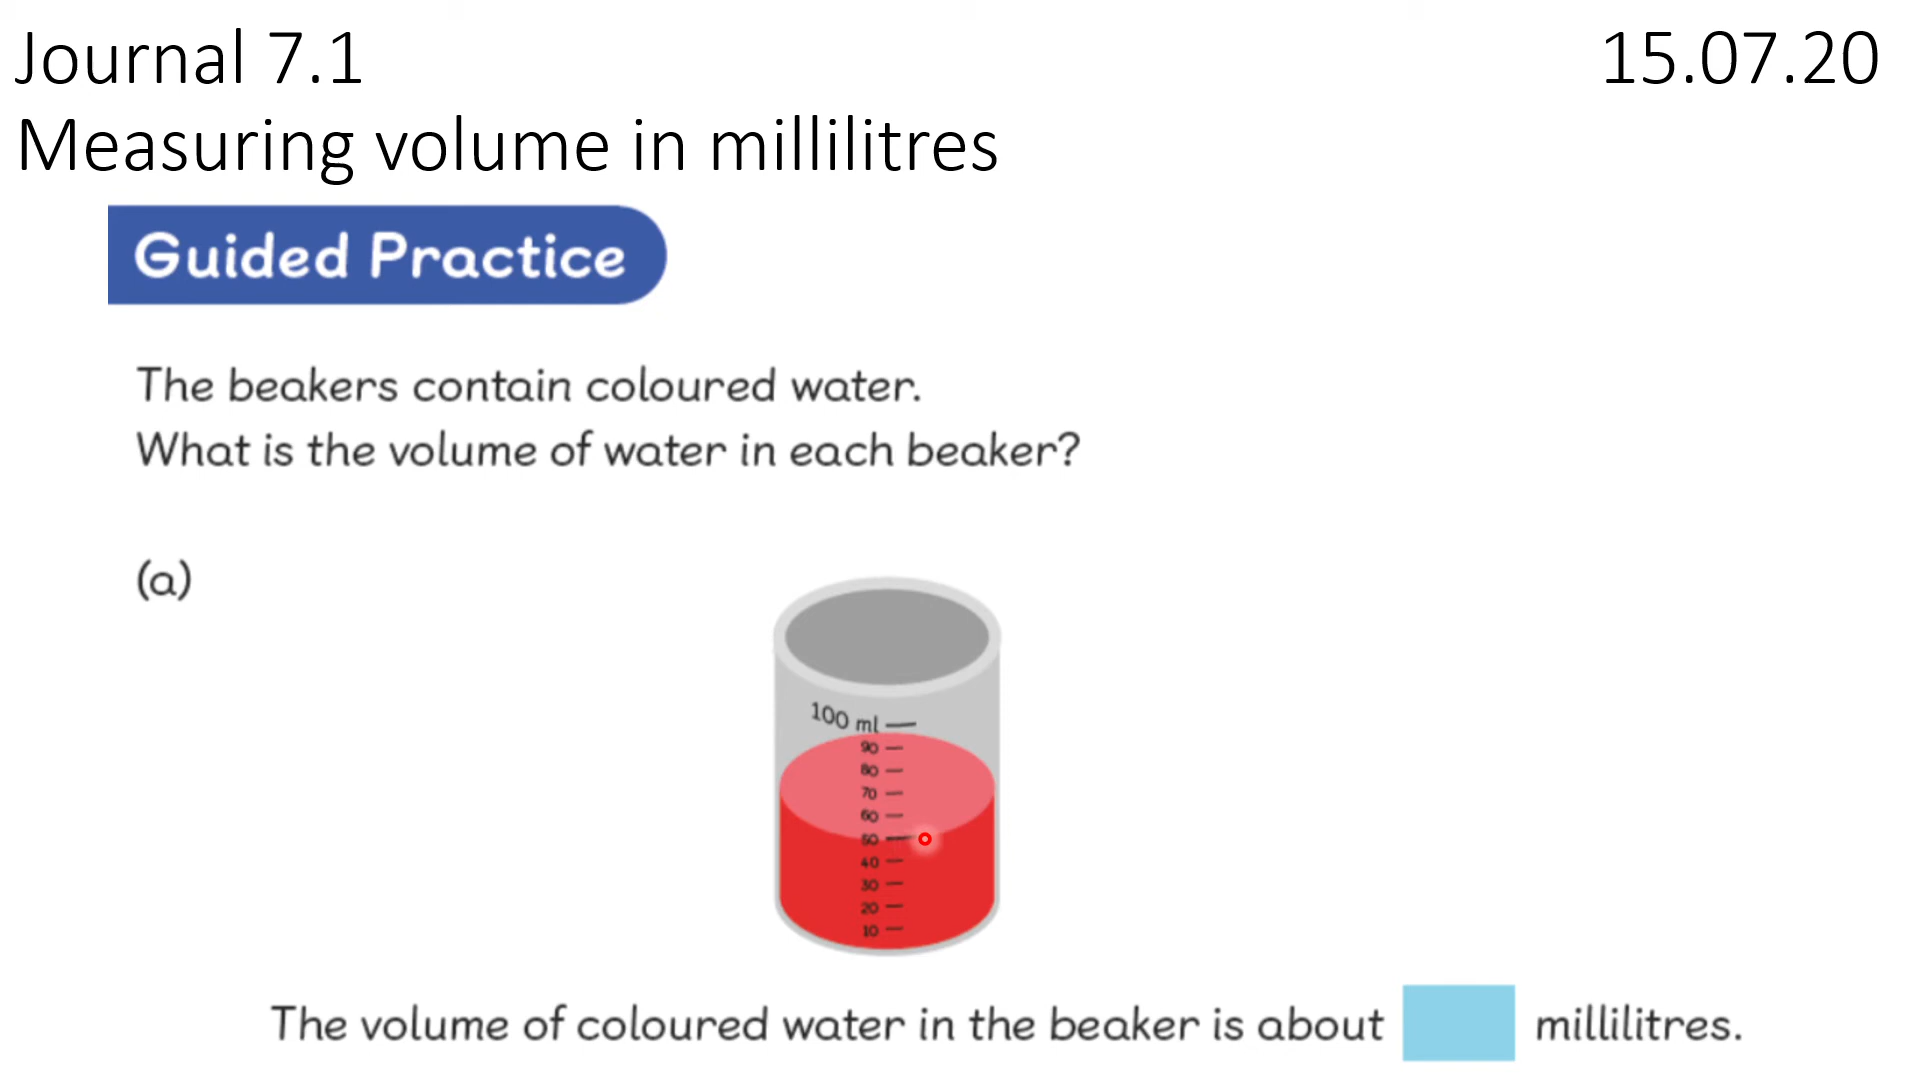 Journal 7.1
15.07.20
Measuring volume in millilitres
Guided Practice
The beakers contain coloured water.
What is the volume of water in each beaker?
(a)
100 ml
90
80
70
60
50
40
30
20
10
The volume of coloured water in the beaker is about millilitres.